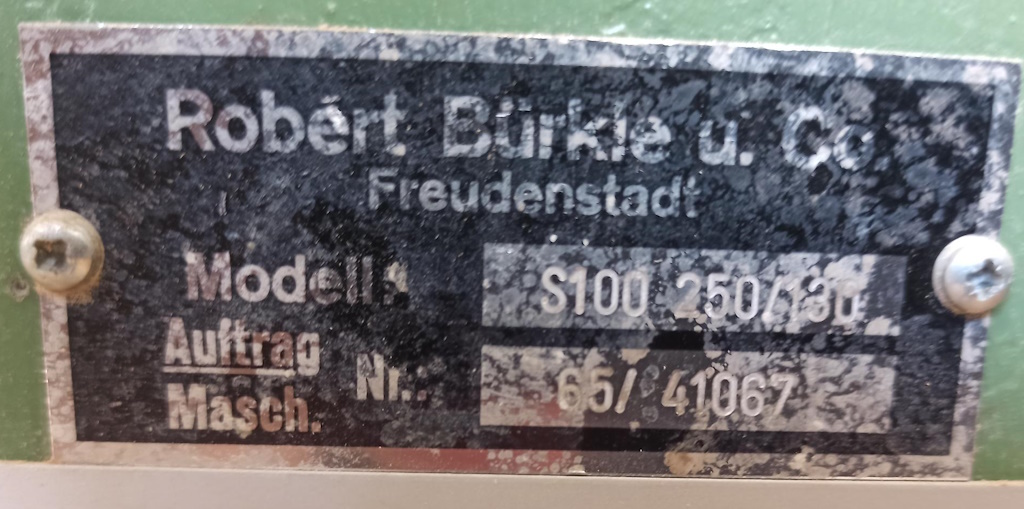 Robert Bürkle u. Co
Freudenstadt
Modell: S100 250/130
Auftrag
Masch. Nr.: 65/ 41067